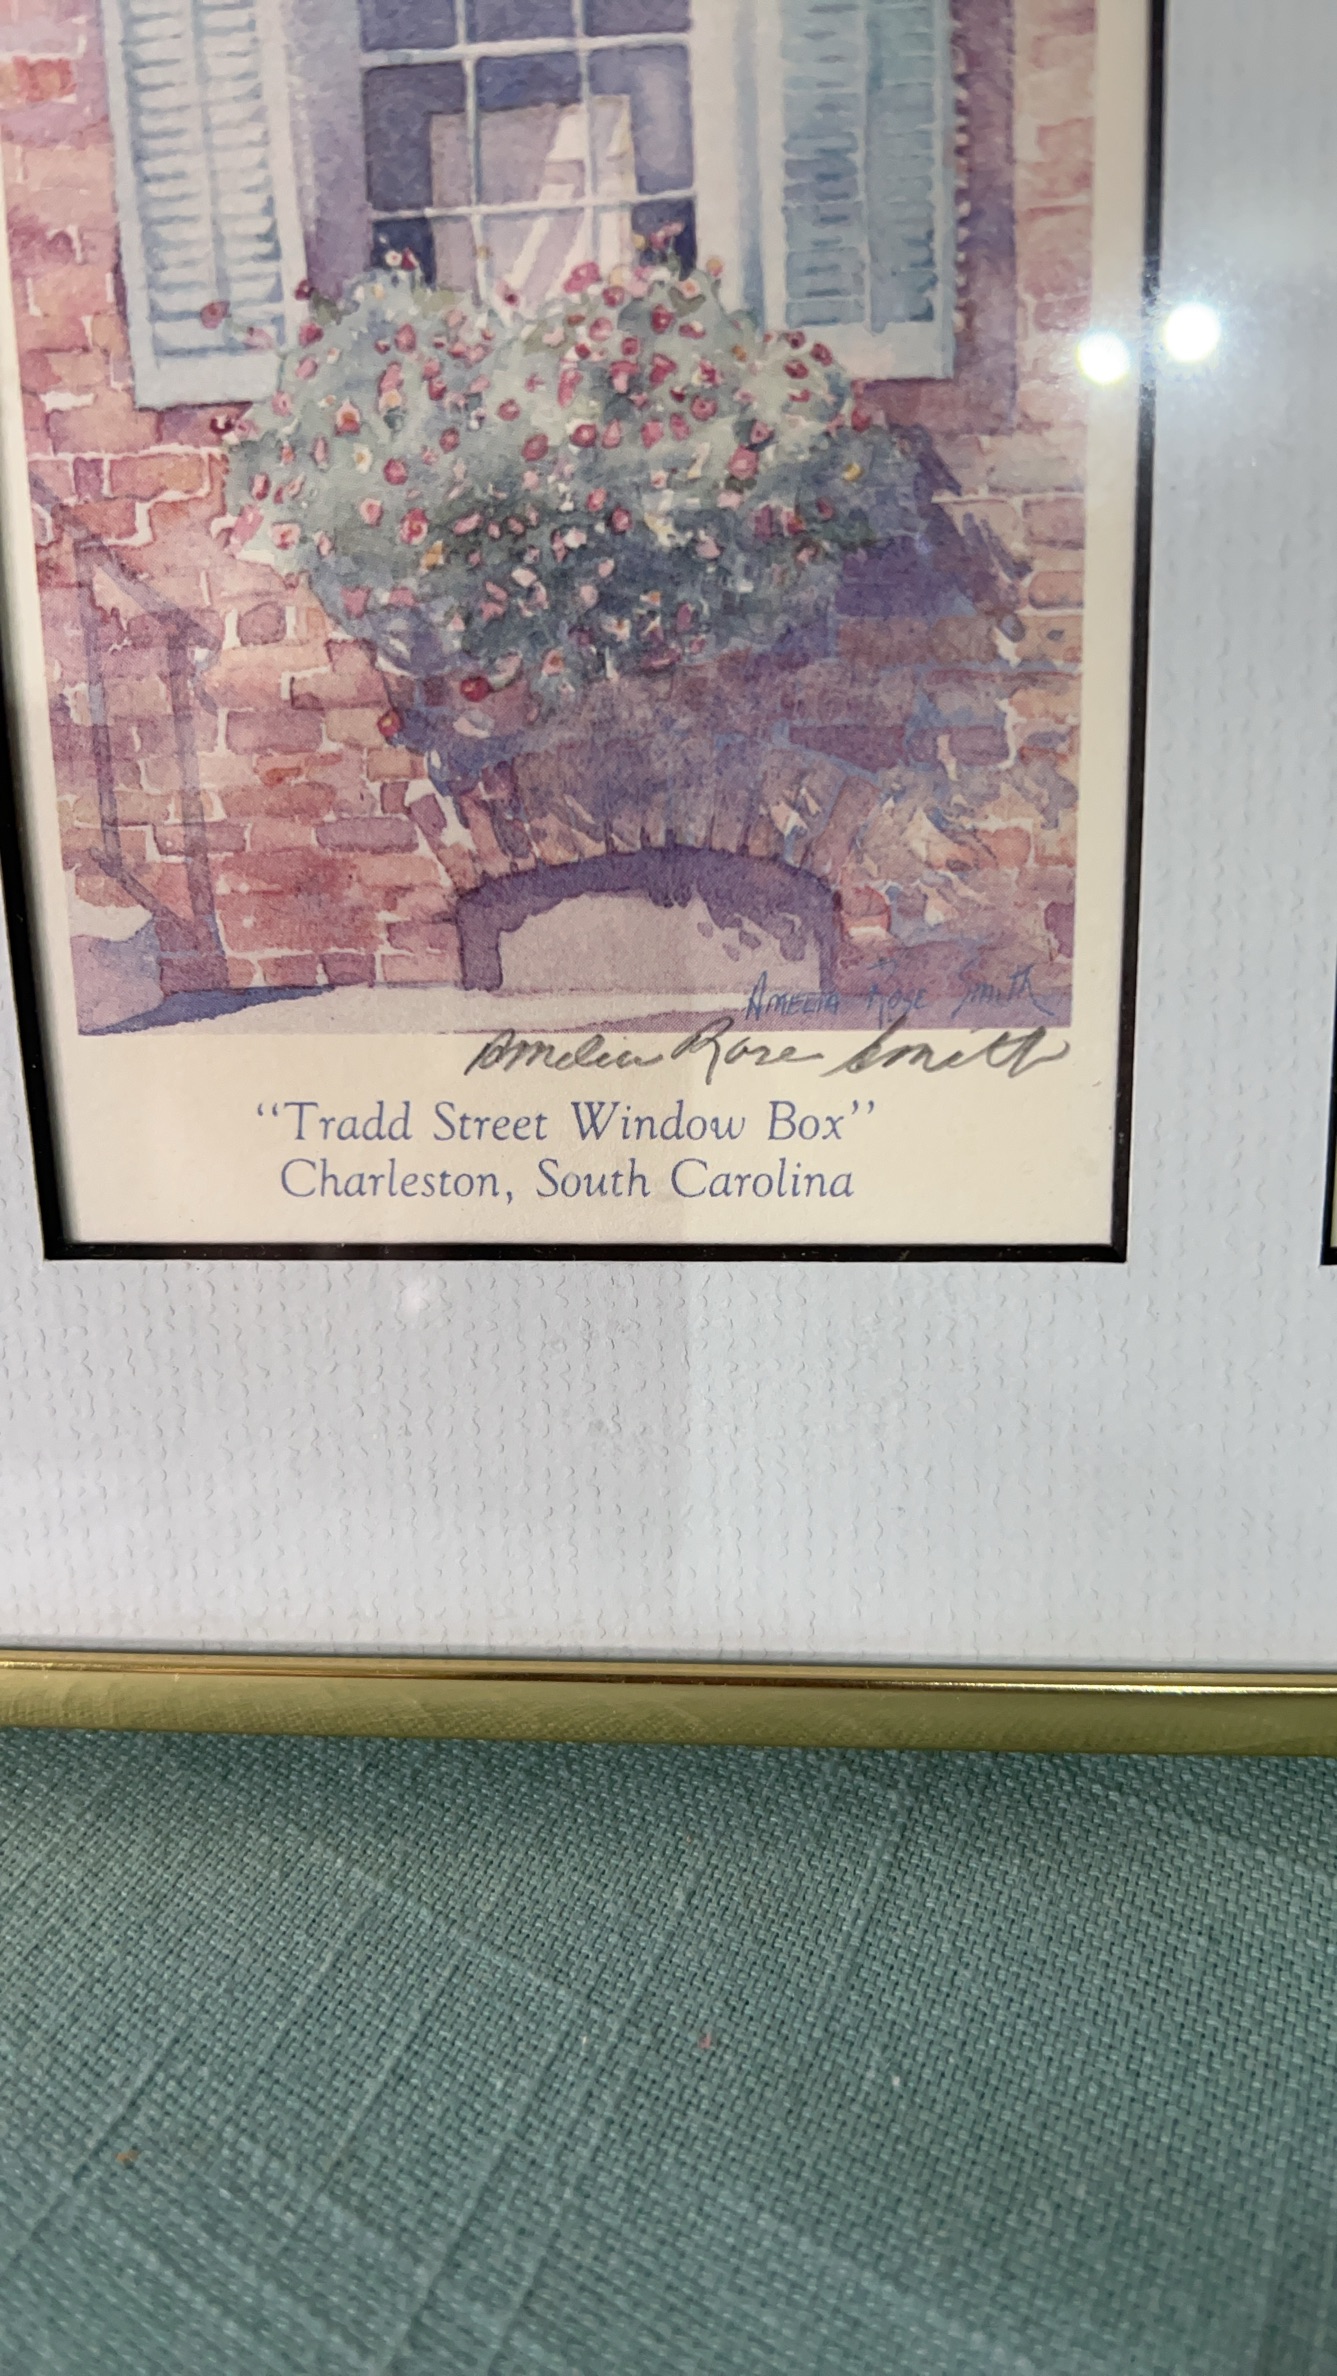 AMELIA ROSE SMITH
Amelia Rose Smith
“Tradd Street Window Box”
Charleston, South Carolina